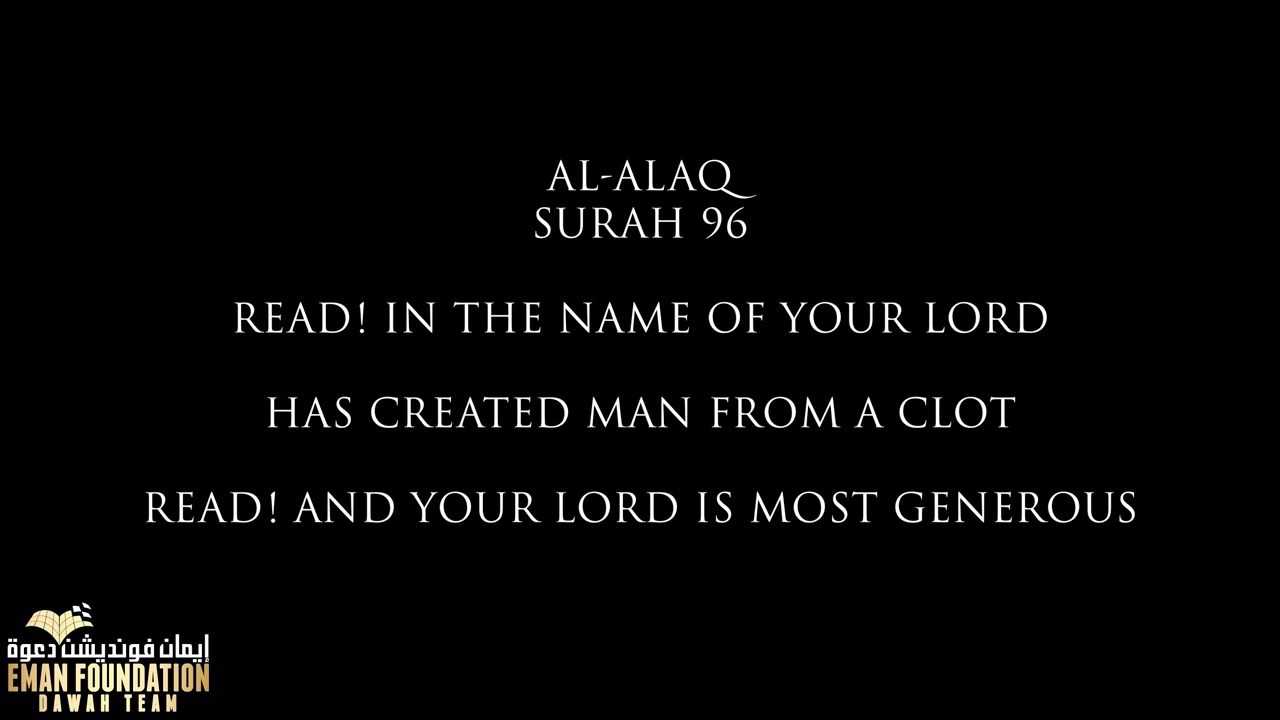 AL-ALAQ
SURAH 96
READ! IN THE NAME OF YOUR LORD
HAS CREATED MAN FROM A CLOT
READ! AND YOUR LORD IS MOST GENEROUS
إيمان فونديشن دعوة
EMAN FOUNDATION
DAWAH TEAM